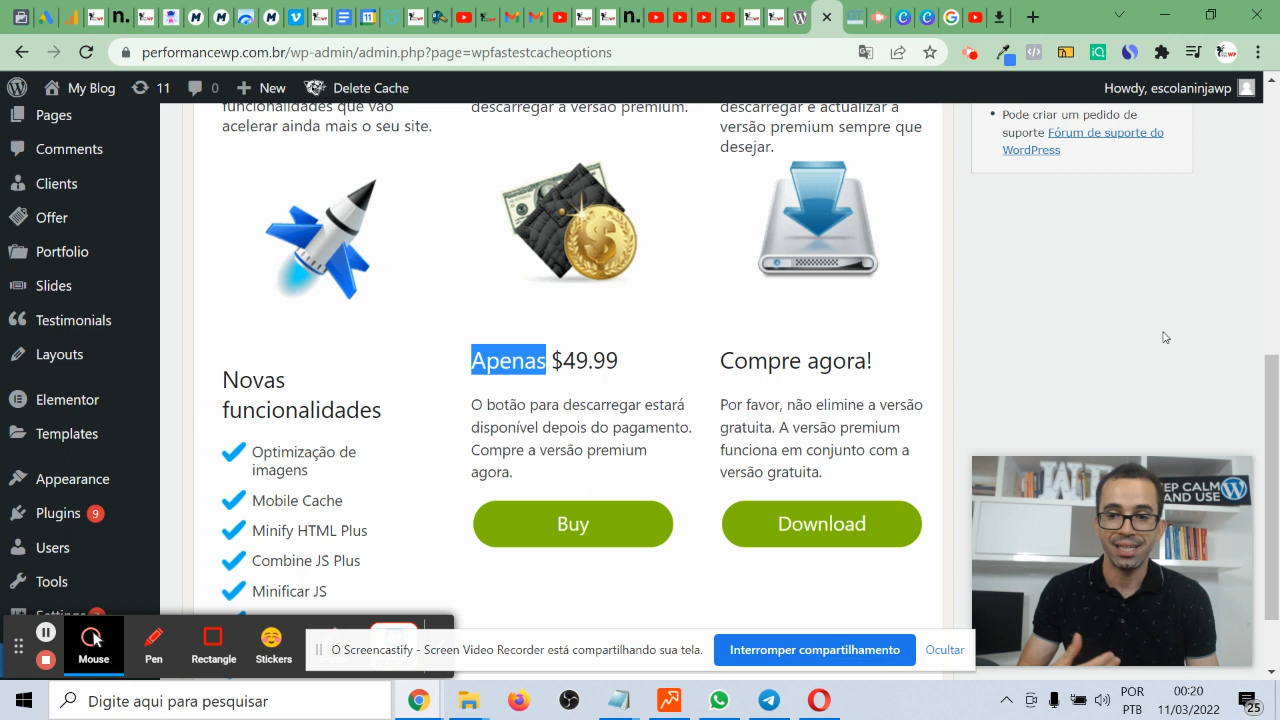 performancewp.com.br/wp-admin/admin.php?page=wpfastestcacheoptions
My Blog
11
0
New
Delete Cache
Howdy, escolaninjawp
Pages
Comments
Clients
Offer
Portfolio
Slides
Testimonials
Layouts
Elementor
Templates
Appearance
Plugins 9
Users
Tools
funcionalidades que vão
acelerar ainda mais o seu site.
Novas
funcionalidades
Optimização de
imagens
Mobile Cache
Minify HTML Plus
Combine JS Plus
Minificar JS
descarregar a versão premium.
Apenas $49.99
O botão para descarregar estará
disponível depois do pagamento.
Compre a versão premium
agora.
Buy
descarregar e actualizar a
versão premium sempre que
desejar.
Compre agora!
Por favor, não elimine a versão
gratuita. A versão premium
funciona em conjunto com a
versão gratuita.
Download
Pode criar um pedido de
suporte Fórum de suporte do
WordPress
KEEP CALM
AND USE
Mouse
Pen
Rectangle
Stickers
O Screencastify - Screen Video Recorder está compartilhando sua tela.
Interromper compartilhamento
Ocultar
Digite aqui para pesquisar
POR
PTB
00:20
11/03/2022
25